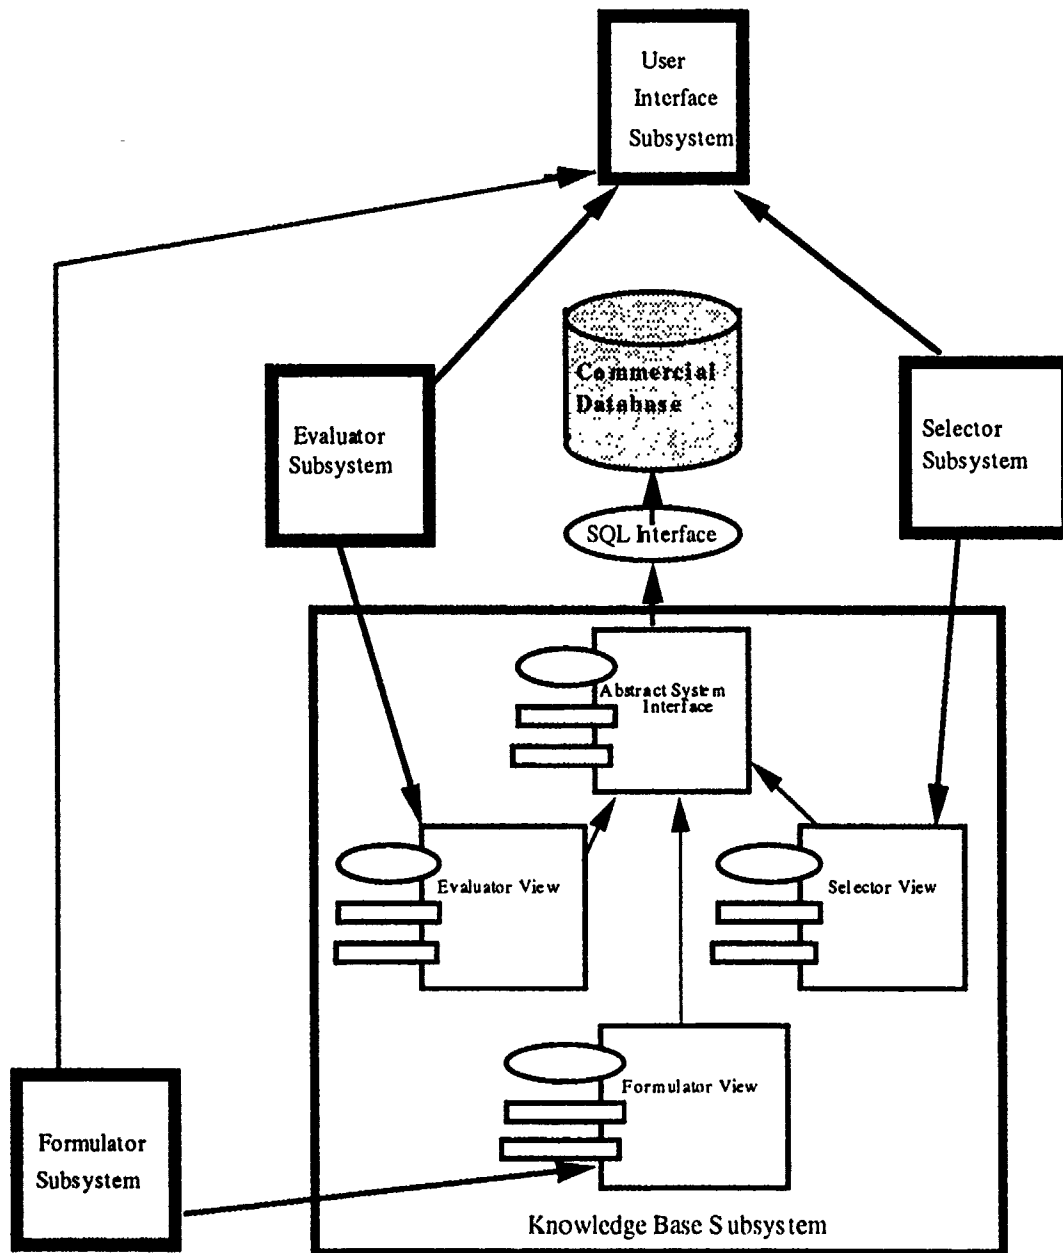 User
Interface
Subsystem
Commercial
Database
Evaluator
Subsystem
Selector
Subsystem
SQL Interface
Abstract System
Interface
Evaluator View
Selector View
Formulator View
Formulator
Subsystem
Knowledge Base Subsystem